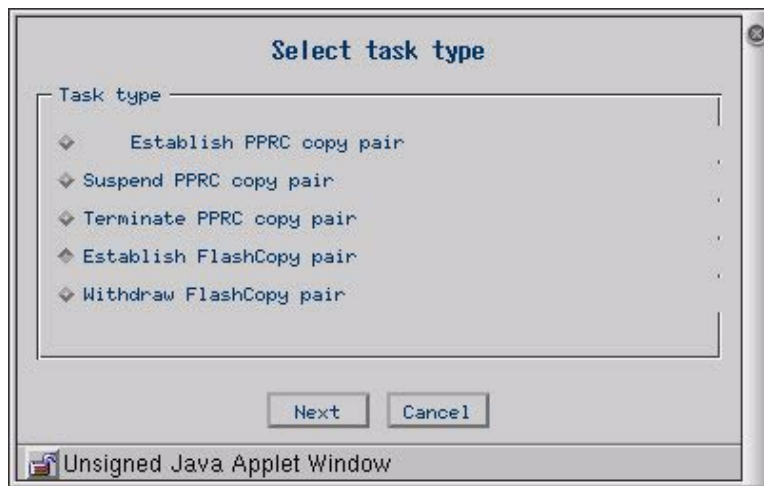 Select task type
Task type
Establish PPRC copy pair
Suspend PPRC copy pair
Terminate PPRC copy pair
Establish FlashCopy pair
Withdraw FlashCopy pair
Next Cancel
Unsigned Java Applet Window